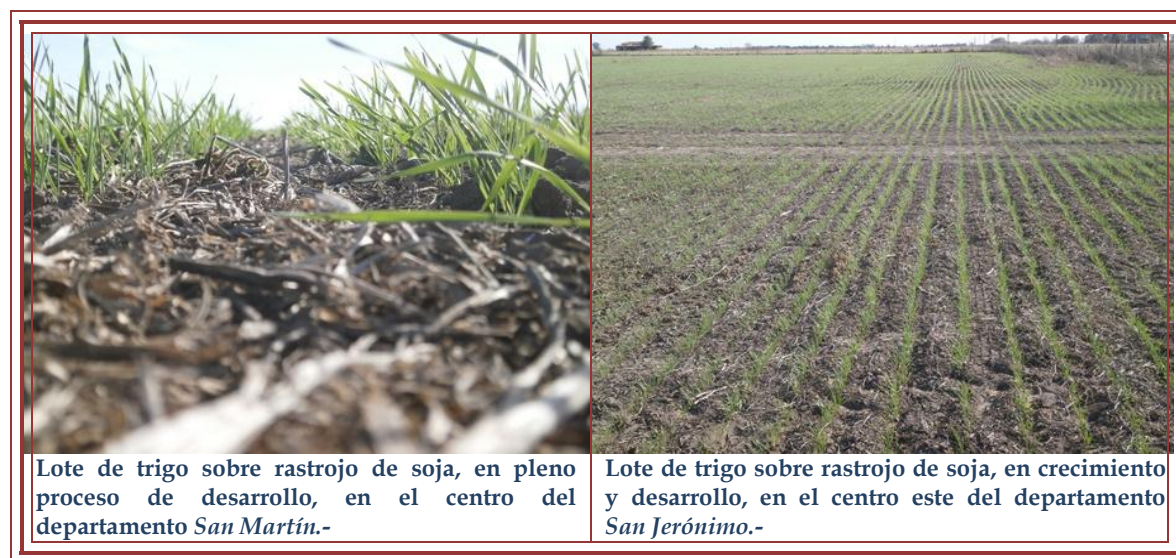 Lote de trigo sobre rastrojo de soja, en pleno
proceso de desarrollo, en el centro del
departamento San Martín.-
Lote de trigo sobre rastrojo de soja, en crecimiento
y desarrollo, en el centro este del departamento
San Jerónimo.-